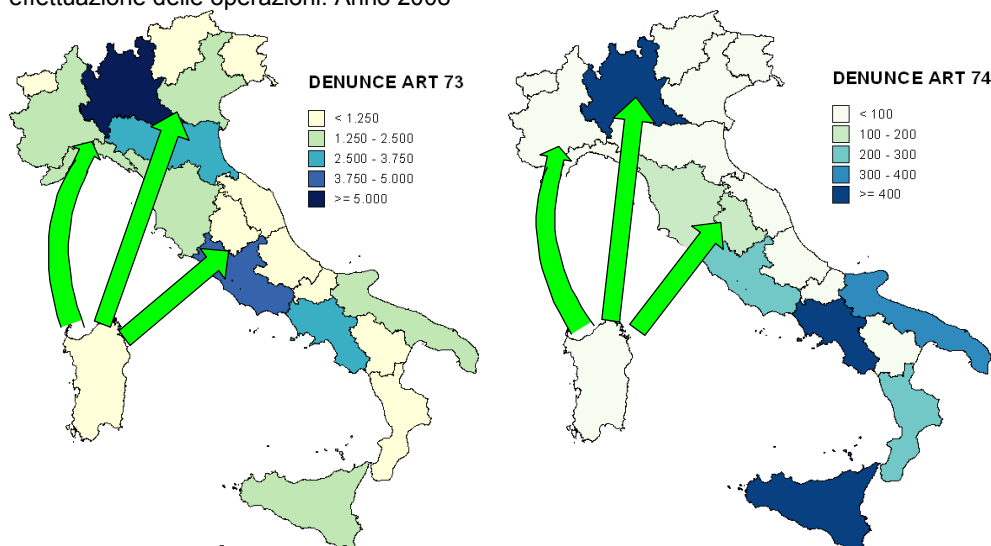 effettuazione delle operazioni. Anno 2008
DENUNCE ART 73
< 1.250
1.250 - 2.500
2.500 - 3.750
3.750 - 5.000
>= 5.000
DENUNCE ART 74
< 100
100 - 200
200 - 300
300 - 400
>= 400